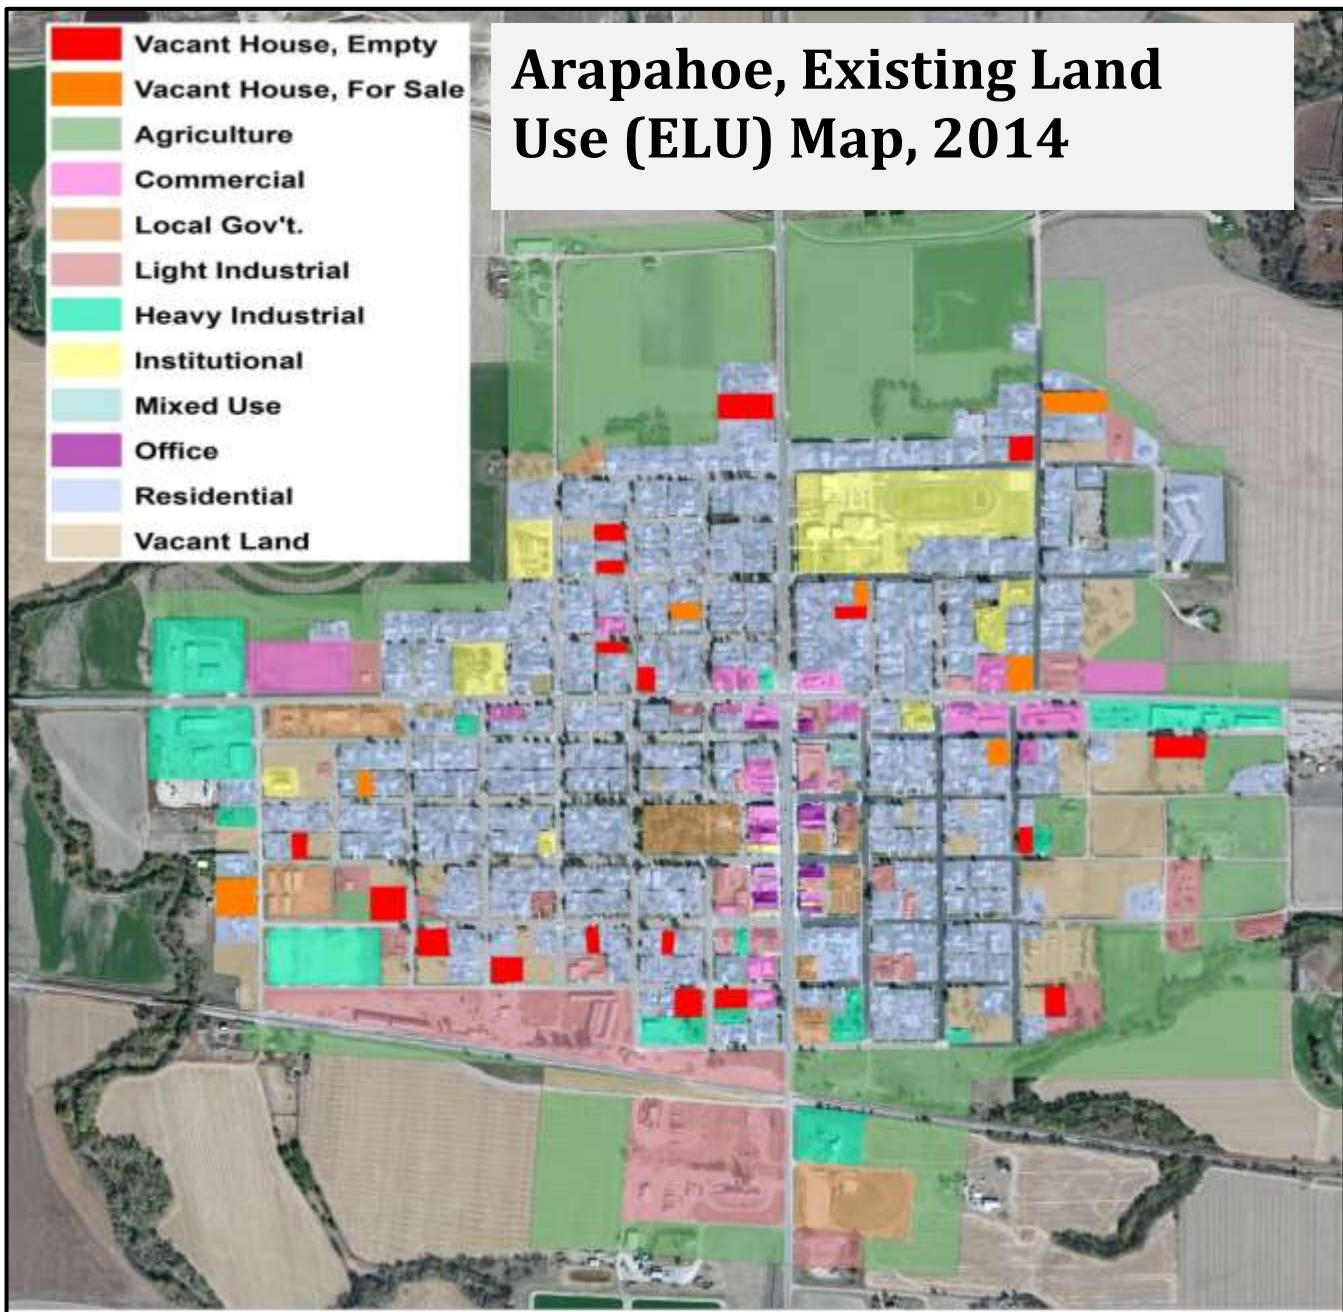 Arapahoe, Existing Land
Use (ELU) Map, 2014
Vacant House, Empty
Vacant House, For Sale
Agriculture
Commercial
Local Gov't.
Light Industrial
Heavy Industrial
Institutional
Mixed Use
Office
Residential
Vacant Land